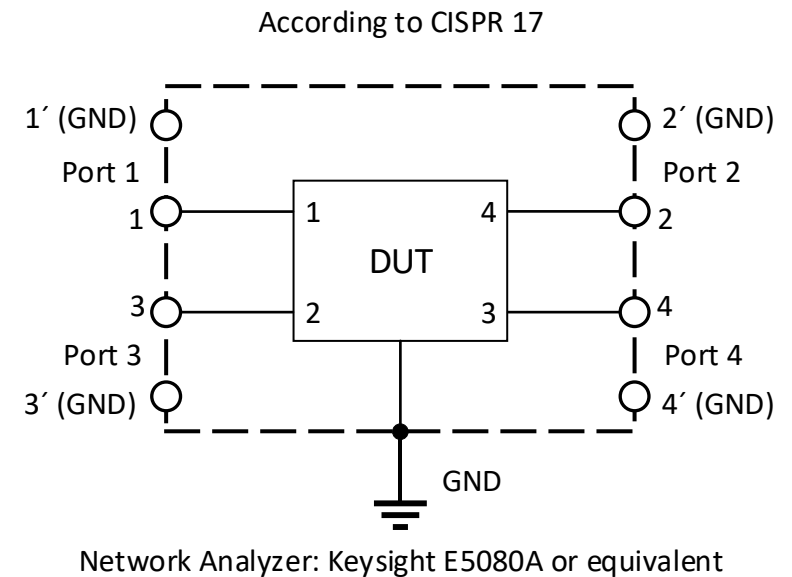 According to CISPR 17
1´ (GND)
2´ (GND)
Port 1
Port 2
1
1
4
2
DUT
3
2
3
4
Port 3
Port 4
3´ (GND)
4´ (GND)
GND
Network Analyzer: Keysight E5080A or equivalent